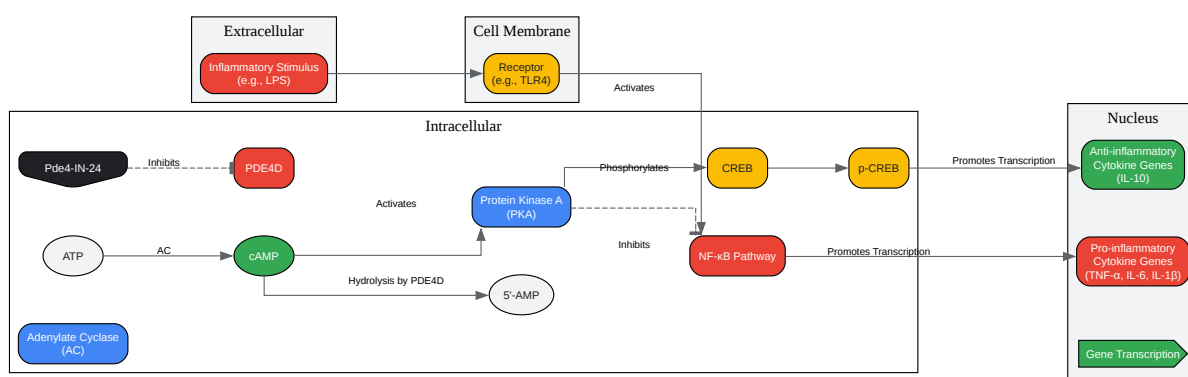 Extracellular
Cell Membrane
Inflammatory Stimulus
(e.g., LPS)
Receptor
(e.g., TLR4)
Activates
Intracellular
Nucleus
Pde4-IN-24
Inhibits
PDE4D
Phosphorylates
CREB
p-CREB
Promotes Transcription
Anti-inflammatory
Cytokine Genes
(IL-10)
Activates
Protein Kinase A
(PKA)
Inhibits
ATP
AC
cAMP
NF-κB Pathway
Promotes Transcription
Pro-inflammatory
Cytokine Genes
(TNF-α, IL-6, IL-1β)
Hydrolysis by PDE4D
5'-AMP
Adenylate Cyclase
(AC)
Gene Transcription